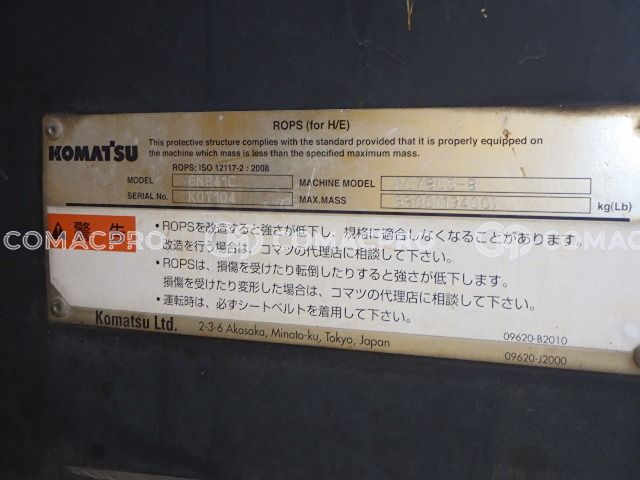 ROPS (for H/E)
KOMATSU
This protective structure complies with the standard provided that it is properly equipped on
the machine which mass is less than the specified maximum mass.
ROPS: ISO 12117-2 : 2008
MODEL
MACHINE MODEL
SERIAL No. K01104
MAX.MASS kg(Lb)
警告
・ROPSを改造すると強さが低下し、規格に適合しなくなることがあります。
改造を行う場合は、コマツの代理店に相談して下さい。
・ROPSは、損傷を受けたり転倒したりすると強さが低下します。
損傷を受けたり変形した場合は、コマツの代理店に相談して下さい。
・運転時は、必ずシートベルトを着用して下さい。
COMACPRO
COMACPRO
Komatsu Ltd. 2-3-6 Akasaka, Minato-ku, Tokyo, Japan
09620-B2010
09620-J2000